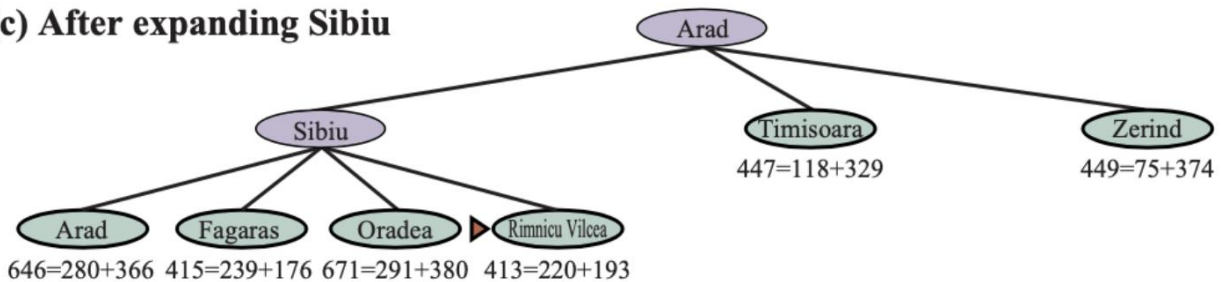 c) After expanding Sibiu
Arad
Sibiu
Timisoara
Zerind
447=118+329
449=75+374
Arad
Fagaras
Oradea
Rimnicu Vilcea
646=280+366
415=239+176
671=291+380
413=220+193